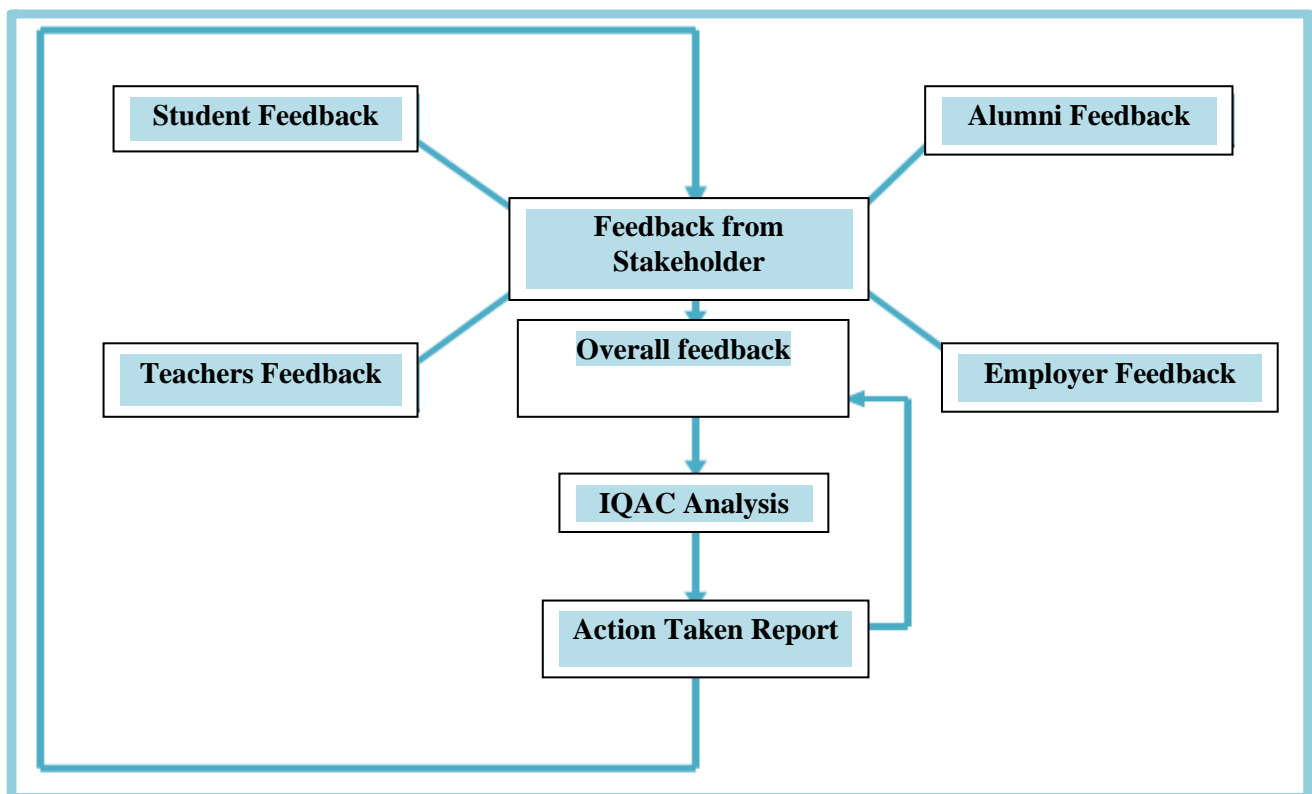 Student Feedback
Alumni Feedback
Feedback from
Stakeholder
Overall feedback
Teachers Feedback
Employer Feedback
IQAC Analysis
Action Taken Report